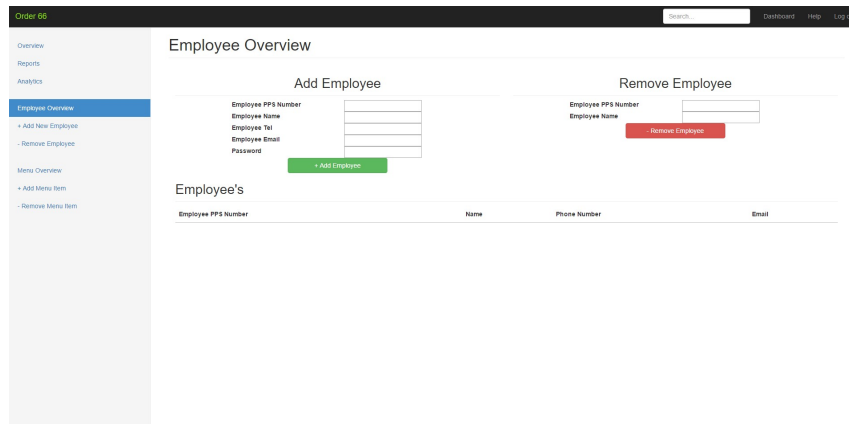 Order 66
Search...
Dashboard Help Log o
Overview
Reports
Analytics
Employee Overview
+ Add New Employee
- Remove Employee
Menu Overview
+ Add Menu Item
- Remove Menu Item
Employee Overview
Add Employee
Employee PPS Number
Employee Name
Employee Tel
Employee Email
Password
+ Add Employee
Remove Employee
Employee PPS Number
Employee Name
- Remove Employee
Employee's
Employee PPS Number Name Phone Number Email